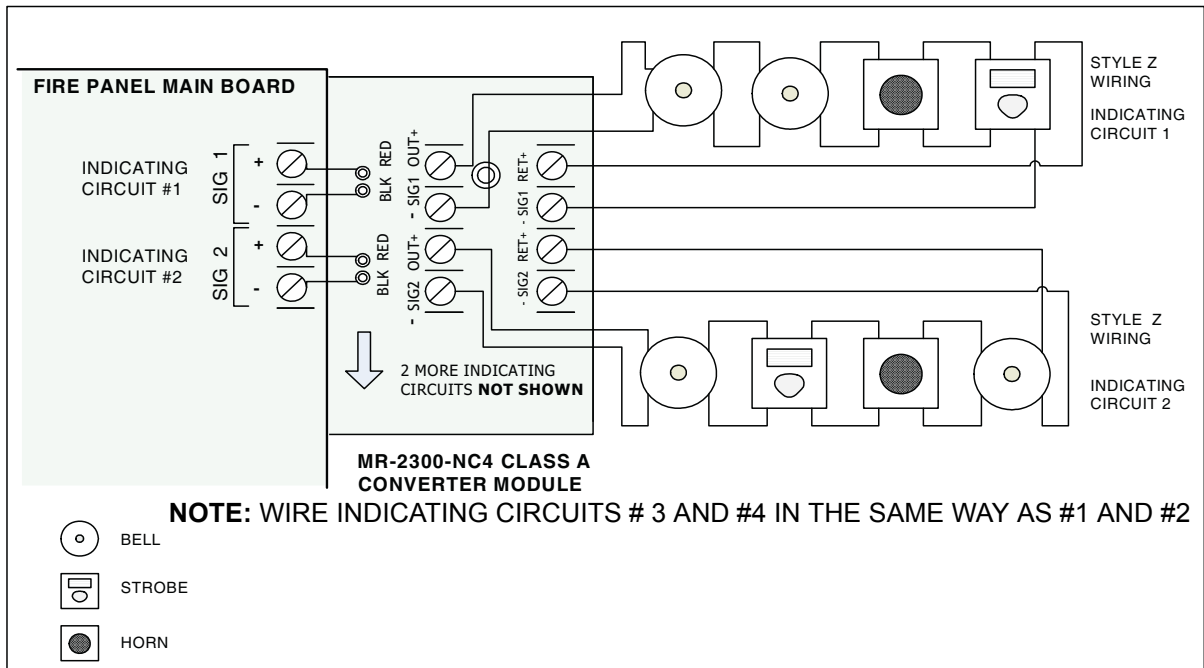 FIRE PANEL MAIN BOARD
INDICATING
CIRCUIT #1
SIG 1
+
-
INDICATING
CIRCUIT #2
SIG 2
+
-
BLK RED
- SIG1 OUT+
- SIG1 RET+
BLK RED
- SIG2 OUT+
- SIG2 RET+
2 MORE INDICATING
CIRCUITS NOT SHOWN
MR-2300-NC4 CLASS A
CONVERTER MODULE
STYLE Z
WIRING
INDICATING
CIRCUIT 1
STYLE Z
WIRING
INDICATING
CIRCUIT 2
NOTE: WIRE INDICATING CIRCUITS # 3 AND #4 IN THE SAME WAY AS #1 AND #2
BELL
STROBE
HORN